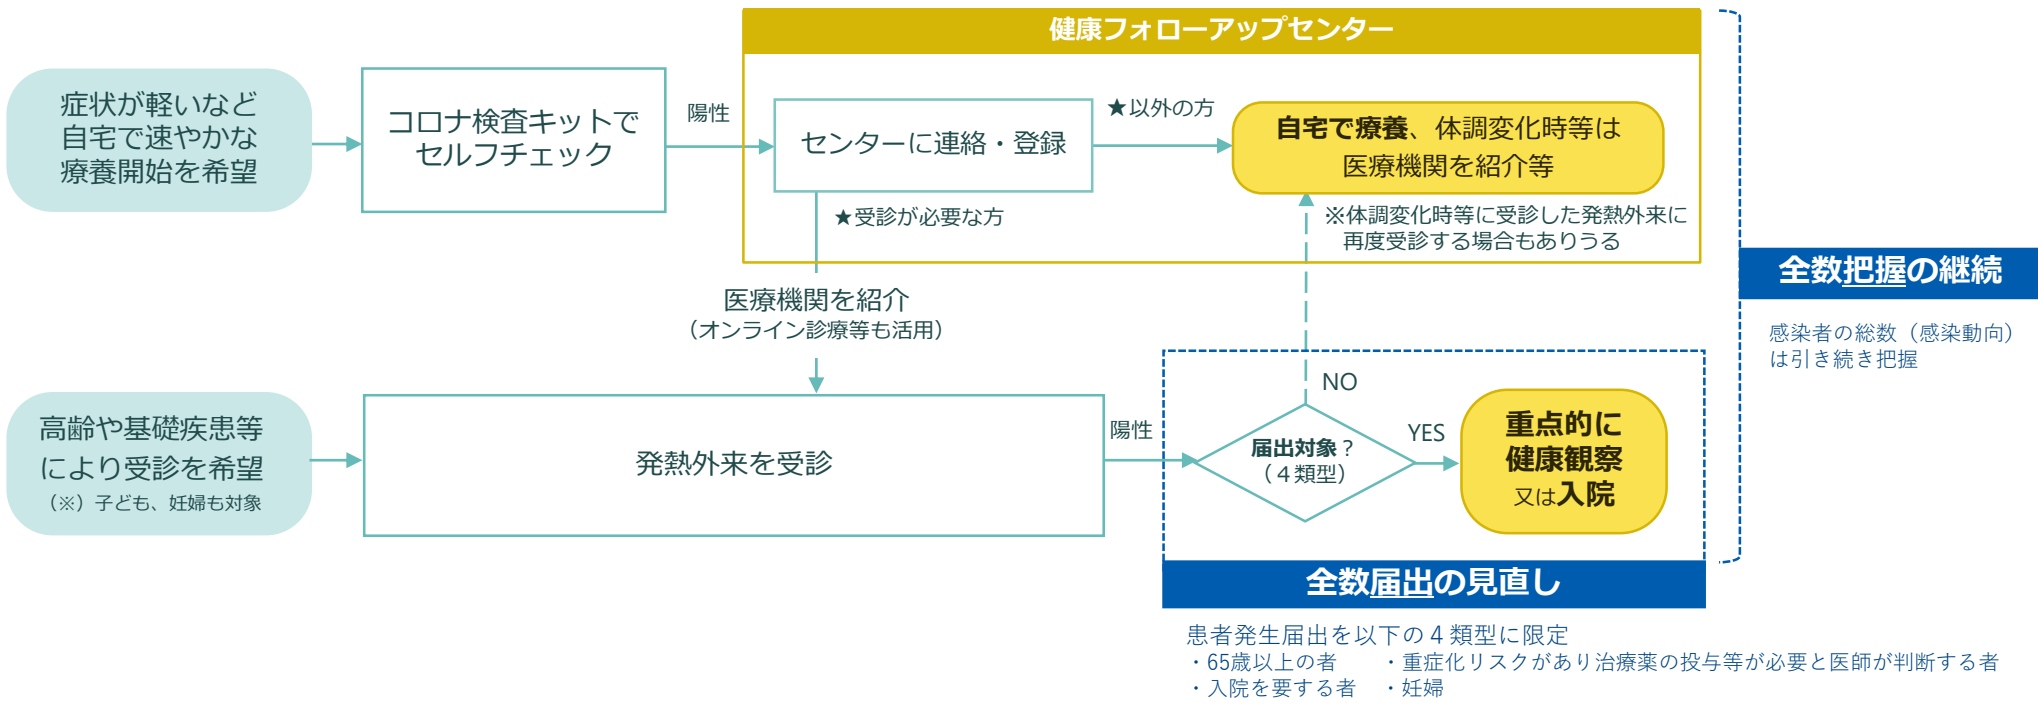 健康フォローアップセンター
症状が軽いなど
自宅で速やかな
療養開始を希望
コロナ検査キットで
セルフチェック
陽性
センターに連絡・登録
★以外の方
自宅で療養、体調変化時等は
医療機関を紹介等
★受診が必要な方
※体調変化時等に受診した発熱外来に
再度受診する場合もありうる
医療機関を紹介
（オンライン診療等も活用）
全数把握の継続
感染者の総数（感染動向）
は引き続き把握
高齢や基礎疾患等
により受診を希望
（※）子ども、妊婦も対象
発熱外来を受診
陽性
届出対象？
（４類型）
NO
YES
重点的に
健康観察
又は入院
全数届出の見直し
患者発生届出を以下の４類型に限定
・65歳以上の者　・重症化リスクがあり治療薬の投与等が必要と医師が判断する者
・入院を要する者　・妊婦